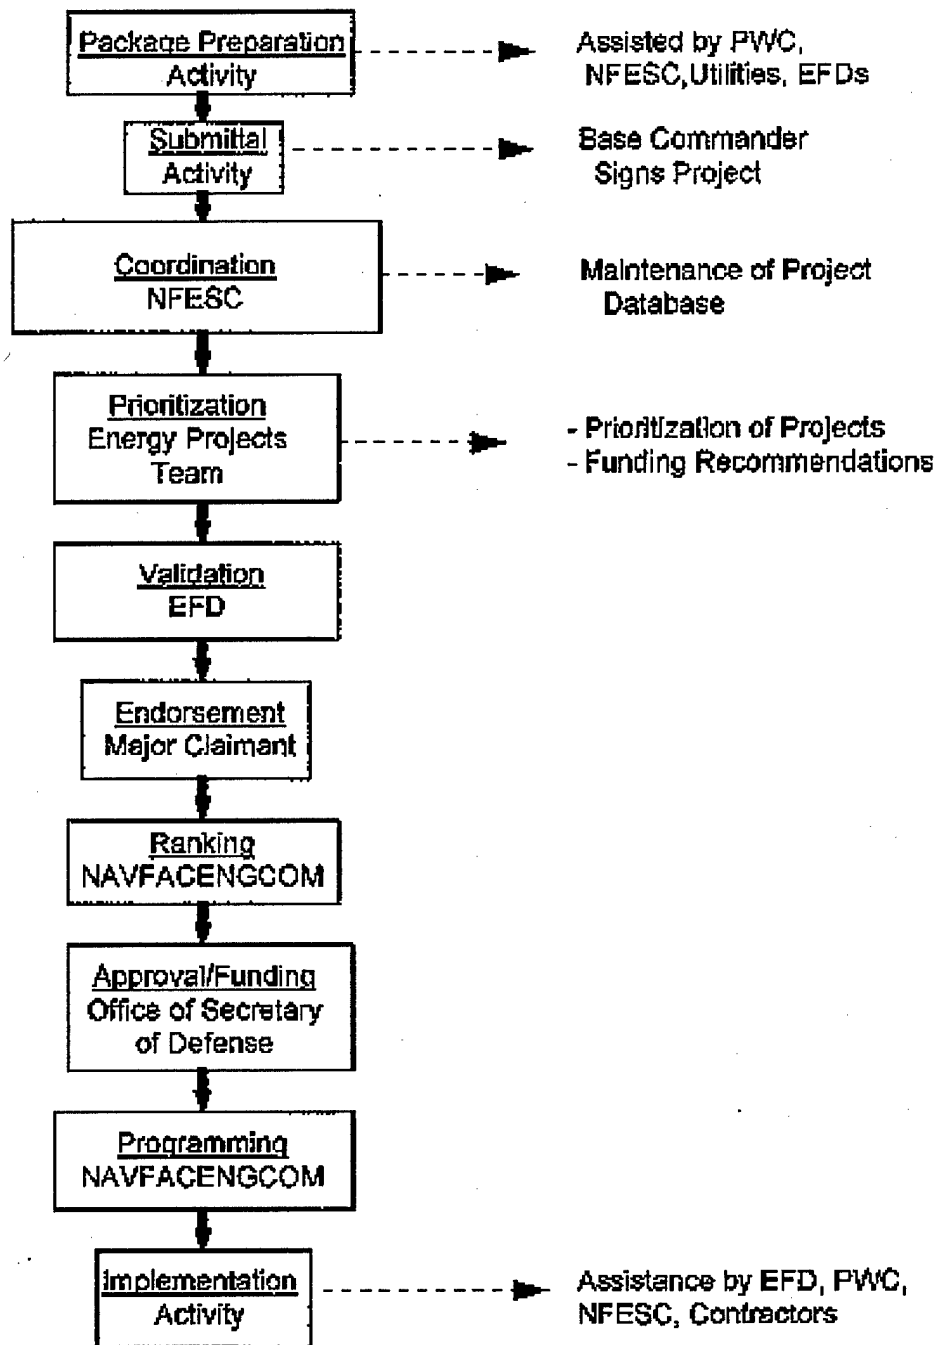 Package Preparation
Activity
Assisted by PWC,
NFESC,Utilities, EFDs
Submittal
Activity
Base Commander
Signs Project
Coordination
NFESC
Maintenance of Project
Database
Prioritization
Energy Projects
Team
- Prioritization of Projects
- Funding Recommendations
Validation
EFD
Endorsement
Major Claimant
Ranking
NAVFACENGCOM
Approval/Funding
Office of Secretary
of Defense
Programming
NAVFACENGCOM
Implementation
Activity
Assistance by EFD, PWC,
NFESC, Contractors